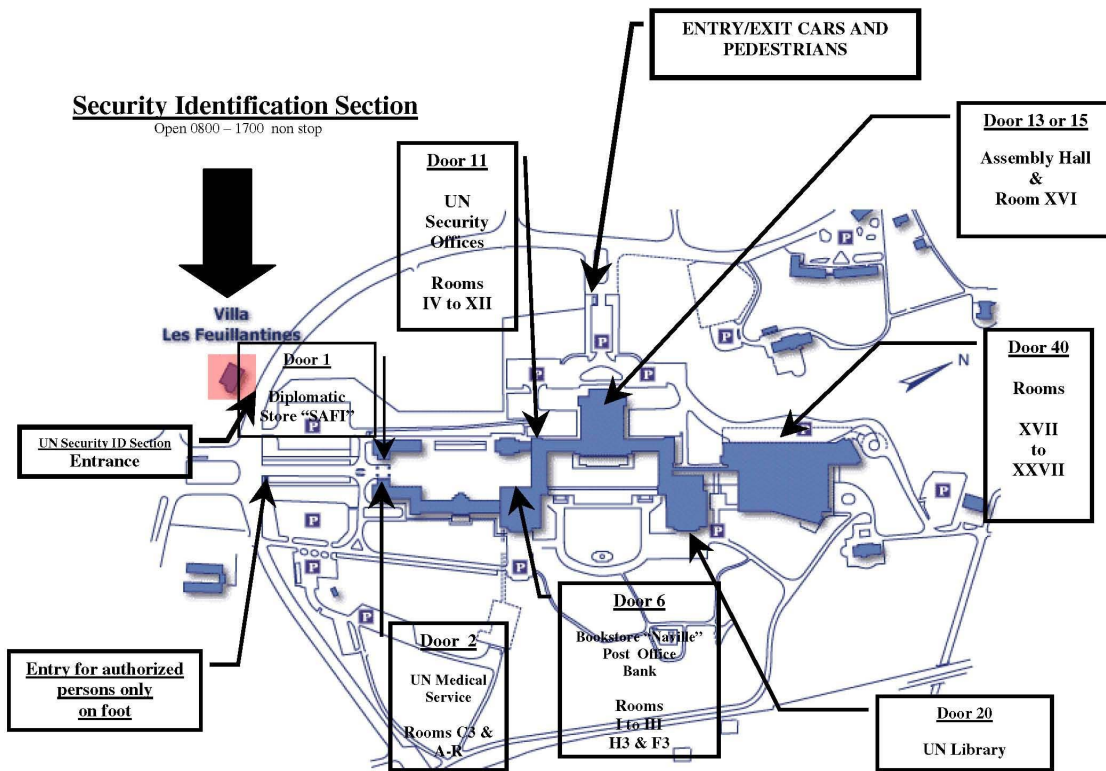 ENTRY/EXIT CARS AND
PEDESTRIANS
Security Identification Section
Open 0800 – 1700 non stop
Door 13 or 15
Assembly Hall
&
Room XVI
Door 11
UN
Security
Offices
Rooms
IV to XII
Villa
Les Feuillantines
Door 1
Diplomatic
Store “SAFI”
Door 40
Rooms
XVII
to
XXVII
N
UN Security ID Section
Entrance
P
P
P
P
P
P
P
P
P
P
P
P
P
Entry for authorized
persons only
on foot
Door 2
UN Medical
Service
Rooms C3 &
A-R
Door 6
Bookstore “Naville”
Post Office
Bank
Rooms
I to III
H3 & F3
Door 20
UN Library